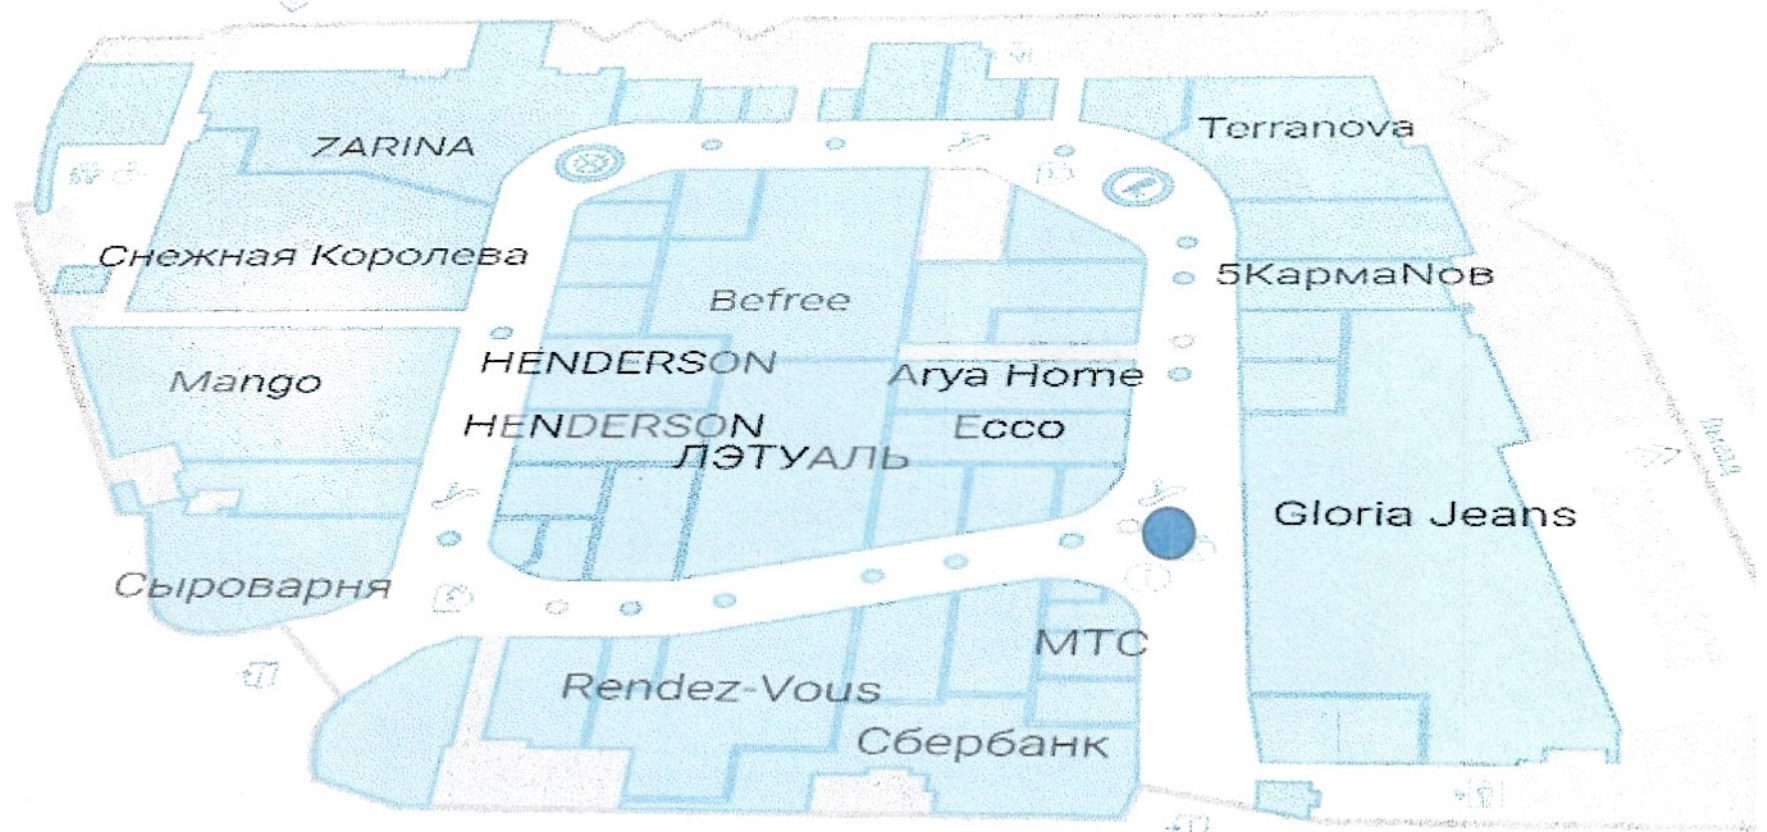 ZARINA
Terranova
Снежная Королева
5КармаNов
Befree
HENDERSON
Mango
Arya Home
HENDERSON
Ecco
ЛЭТУАЛЬ
Gloria Jeans
Сыроварня
МТС
Rendez-Vous
Сбербанк